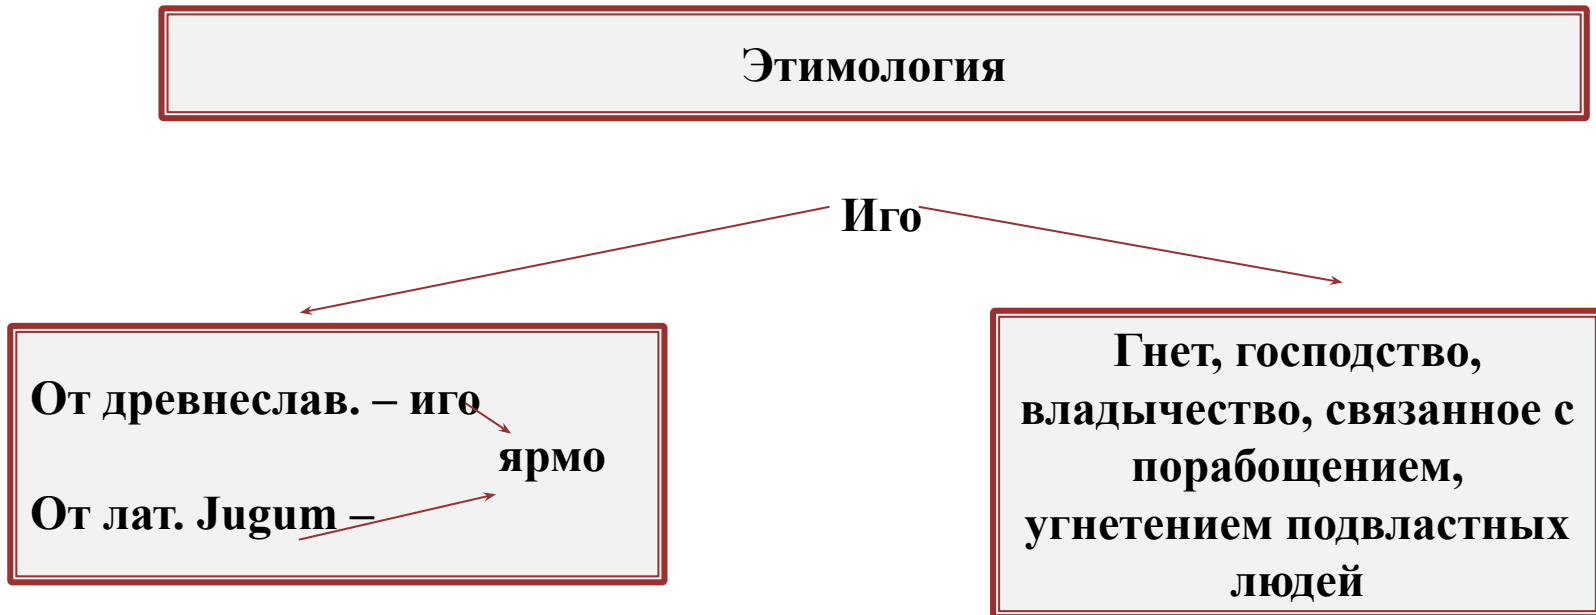 Этимология
Иго
От древнеслав. – иго
ярмо
От лат. Jugum –
Гнет, господство,
владычество, связанное с
порабощением,
угнетением подвластных
людей